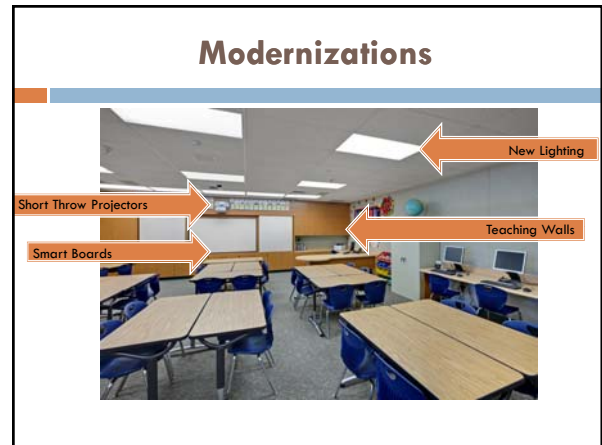 Modernizations
New Lighting
Short Throw Projectors
Teaching Walls
Smart Boards